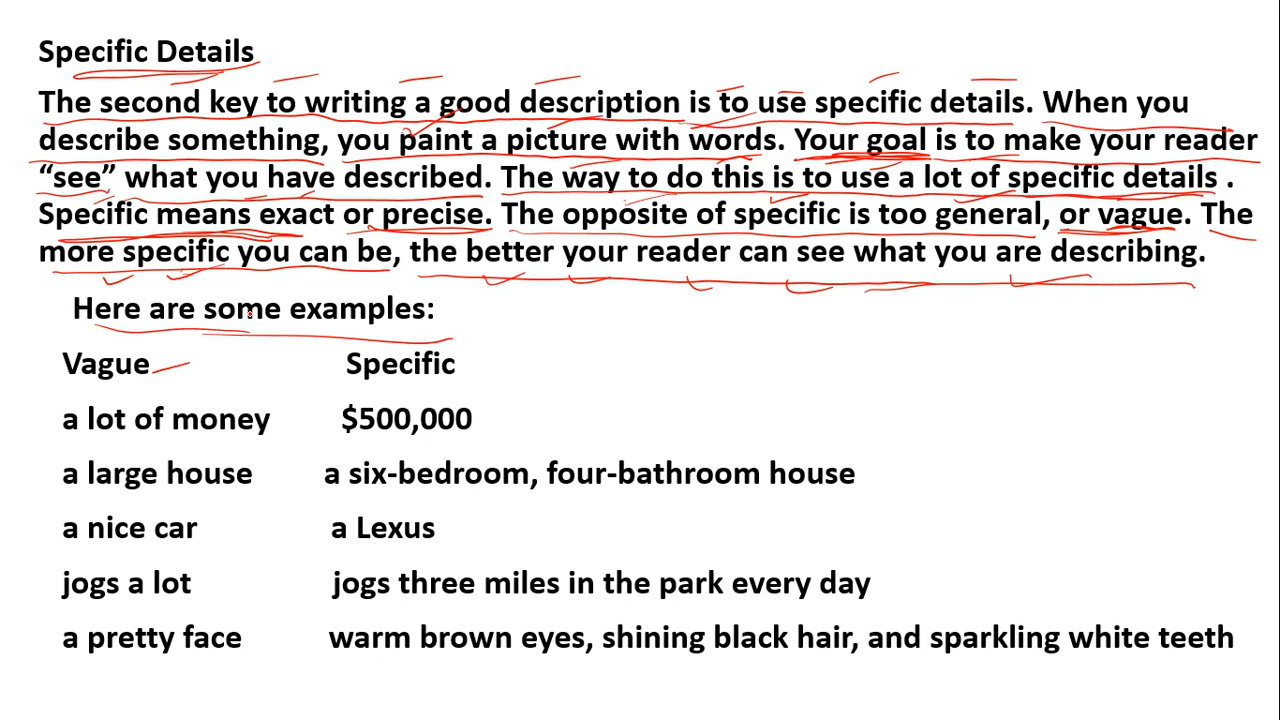 Specific Details
The second key to writing a good description is to use specific details. When you
describe something, you paint a picture with words. Your goal is to make your reader
“see” what you have described. The way to do this is to use a lot of specific details .
Specific means exact or precise. The opposite of specific is too general, or vague. The
more specific you can be, the better your reader can see what you are describing.
Here are some examples:
Vague Specific
a lot of money $500,000
a large house a six-bedroom, four-bathroom house
a nice car a Lexus
jogs a lot jogs three miles in the park every day
a pretty face warm brown eyes, shining black hair, and sparkling white teeth